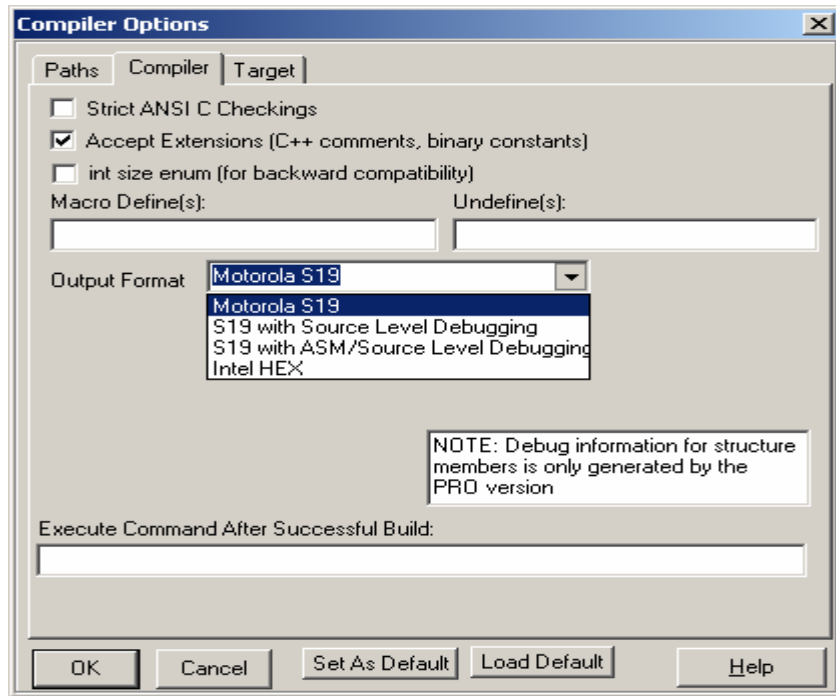 Compiler Options
Paths Compiler Target
Strict ANSI C Checkings
Accept Extensions (C++ comments, binary constants)
int size enum (for backward compatibility)
Macro Define(s): Undefine(s):
Output Format Motorola S19
Motorola S19
S19 with Source Level Debugging
S19 with ASM/Source Level Debugging
Intel HEX
NOTE: Debug information for structure
members is only generated by the
PRO version
Execute Command After Successful Build:
OK Cancel Set As Default Load Default Help